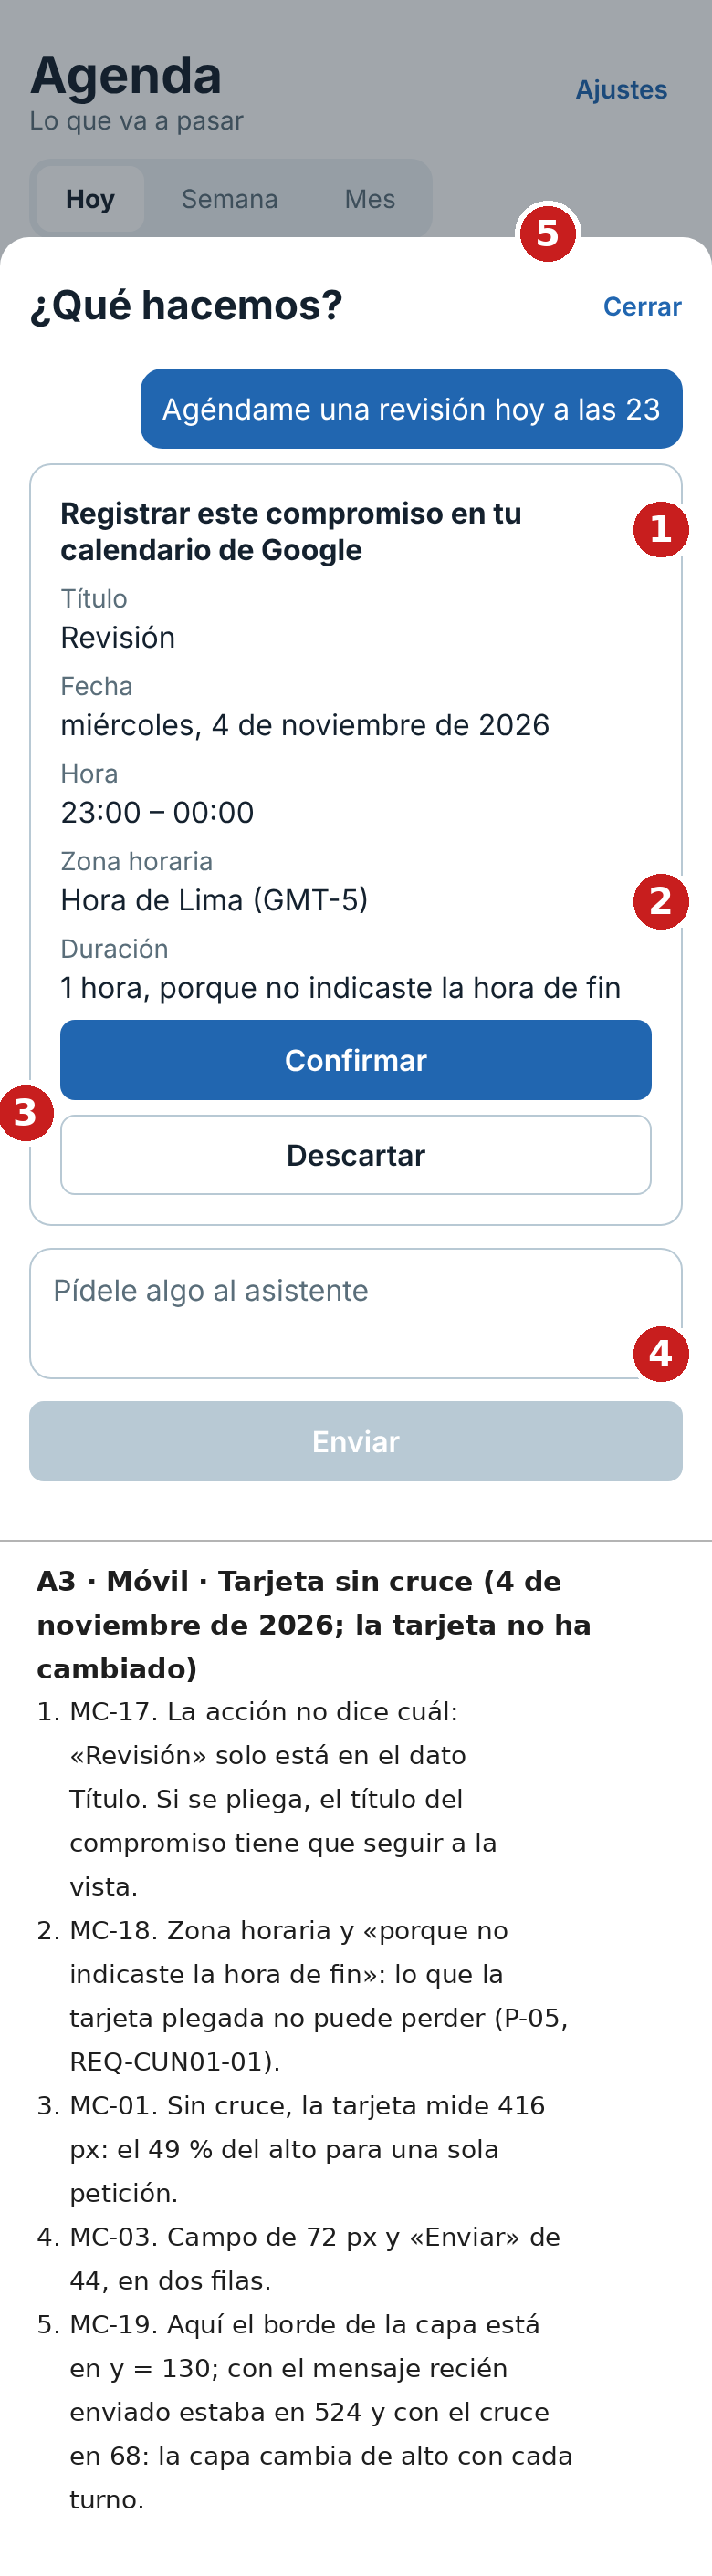 Agenda
Ajustes
Lo que va a pasar
Hoy
Semana
Mes
5
¿Qué hacemos?
Cerrar
Agéndame una revisión hoy a las 23
Registrar este compromiso en tu
calendario de Google
1
Título
Revisión
Fecha
miércoles, 4 de noviembre de 2026
Hora
23:00 – 00:00
Zona horaria
Hora de Lima (GMT-5)
2
Duración
1 hora, porque no indicaste la hora de fin
Confirmar
3
Descartar
Pídele algo al asistente
4
Enviar
A3 · Móvil · Tarjeta sin cruce (4 de
noviembre de 2026; la tarjeta no ha
cambiado)
1. MC-17. La acción no dice cuál:
«Revisión» solo está en el dato
Título. Si se pliega, el título del
compromiso tiene que seguir a la
vista.
2. MC-18. Zona horaria y «porque no
indicaste la hora de fin»: lo que la
tarjeta plegada no puede perder (P-05,
REQ-CUN01-01).
3. MC-01. Sin cruce, la tarjeta mide 416
px: el 49 % del alto para una sola
petición.
4. MC-03. Campo de 72 px y «Enviar» de
44, en dos filas.
5. MC-19. Aquí el borde de la capa está
en y = 130; con el mensaje recién
enviado estaba en 524 y con el cruce
en 68: la capa cambia de alto con cada
turno.